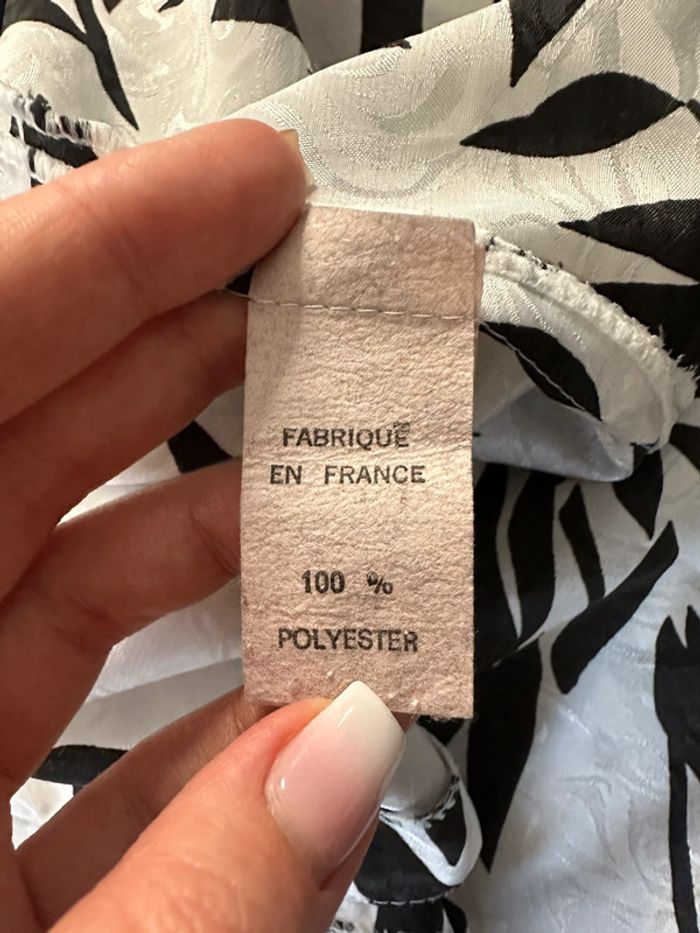 FABRIQUÉ
EN FRANCE
100 %
POLYESTER